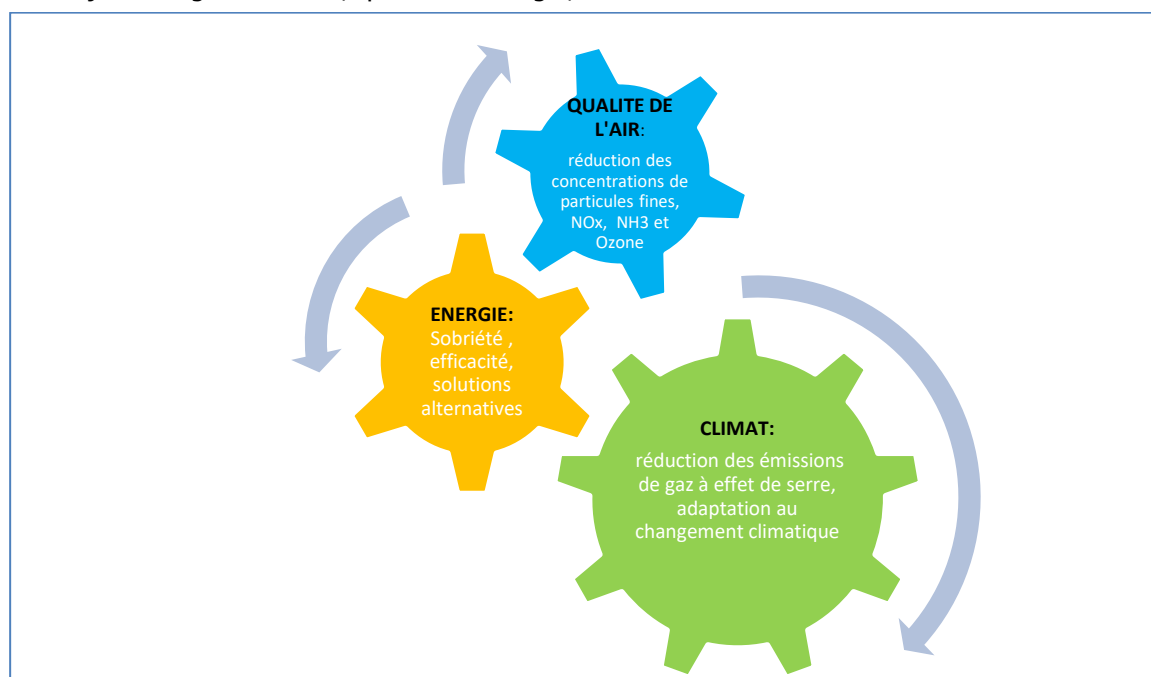 QUALITE DE
L'AIR:
réduction des
concentrations de
particules fines,
NOx, NH3 et
Ozone
ENERGIE:
Sobriété ,
efficacité,
solutions
alternatives
CLIMAT:
réduction des émissions
de gaz à effet de serre,
adaptation au
changement climatique